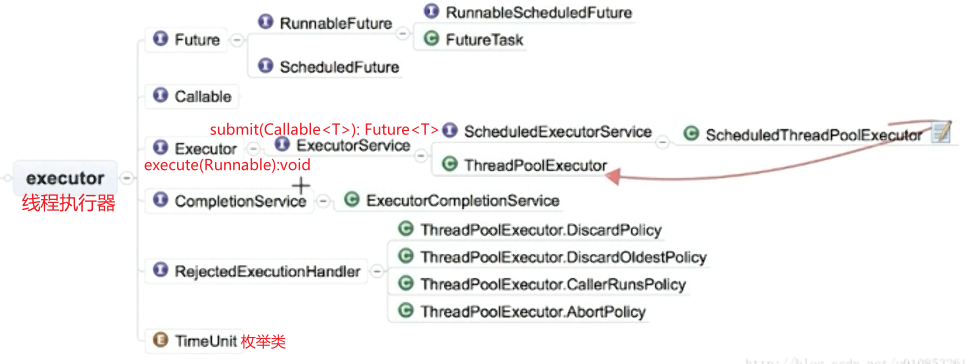 RunnableScheduledFuture
RunnableFuture
Future
FutureTask
ScheduledFuture
Callable
submit(Callable<T>): Future<T>
ScheduledExecutorService
ScheduledThreadPoolExecutor
Executor
ExecutorService
execute(Runnable):void
ThreadPoolExecutor
executor
线程执行器
CompletionService
ExecutorCompletionService
ThreadPoolExecutor.DiscardPolicy
ThreadPoolExecutor.DiscardOldestPolicy
RejectedExecutionHandler
ThreadPoolExecutor.CallerRunsPolicy
ThreadPoolExecutor.AbortPolicy
TimeUnit 枚举类